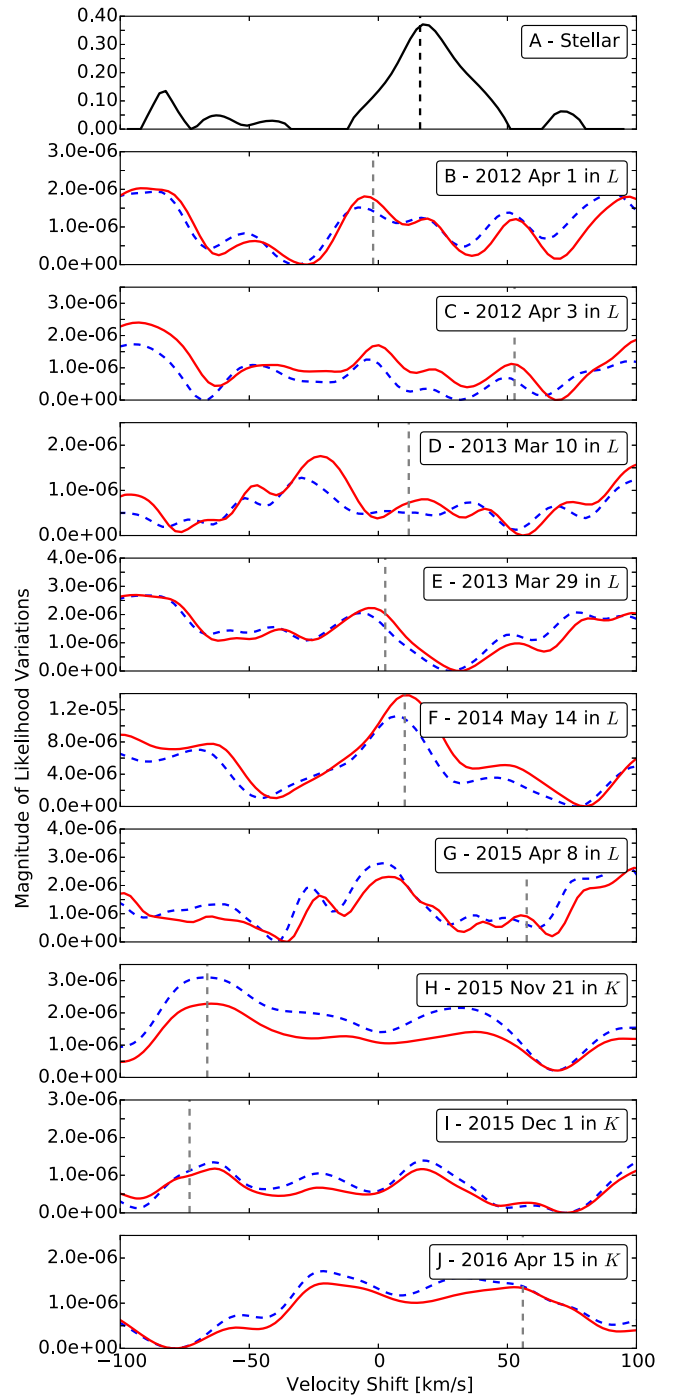 0.40
0.30
0.20
0.10
0.00
A - Stellar
3.0e-06
2.0e-06
1.0e-06
0.0e+00
B - 2012 Apr 1 in L
3.0e-06
2.0e-06
1.0e-06
0.0e+00
C - 2012 Apr 3 in L
2.0e-06
1.0e-06
0.0e+00
D - 2013 Mar 10 in L
4.0e-06
3.0e-06
2.0e-06
1.0e-06
0.0e+00
E - 2013 Mar 29 in L
1.2e-05
8.0e-06
4.0e-06
0.0e+00
F - 2014 May 14 in L
4.0e-06
3.0e-06
2.0e-06
1.0e-06
0.0e+00
G - 2015 Apr 8 in L
3.0e-06
2.0e-06
1.0e-06
0.0e+00
H - 2015 Nov 21 in K
3.0e-06
2.0e-06
1.0e-06
0.0e+00
I - 2015 Dec 1 in K
2.0e-06
1.0e-06
0.0e+00
J - 2016 Apr 15 in K
−100
−50
0
50
100
Velocity Shift [km/s]
Magnitude of Likelihood Variations